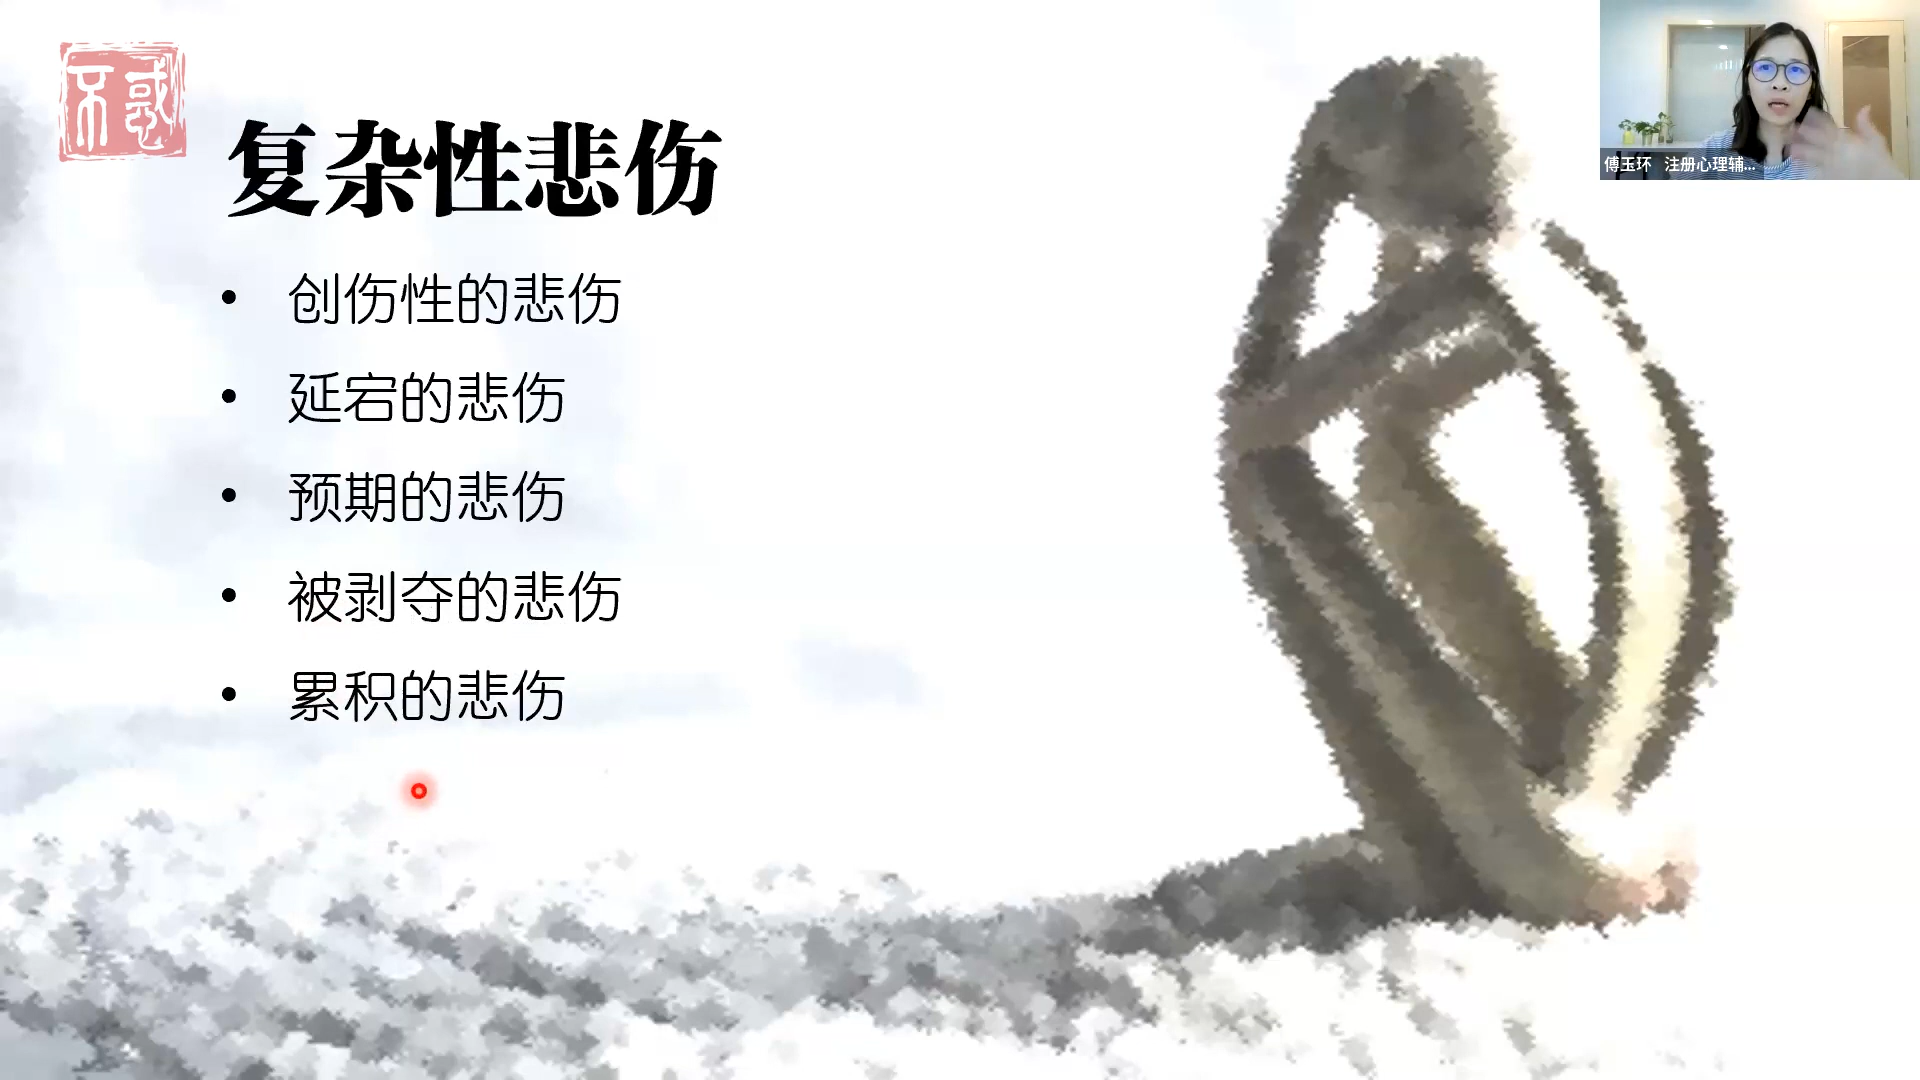 不惑
复杂性悲伤
• 创伤性的悲伤
• 延宕的悲伤
• 预期的悲伤
• 被剥夺的悲伤
• 累积的悲伤
傅玉环 注册心理辅...